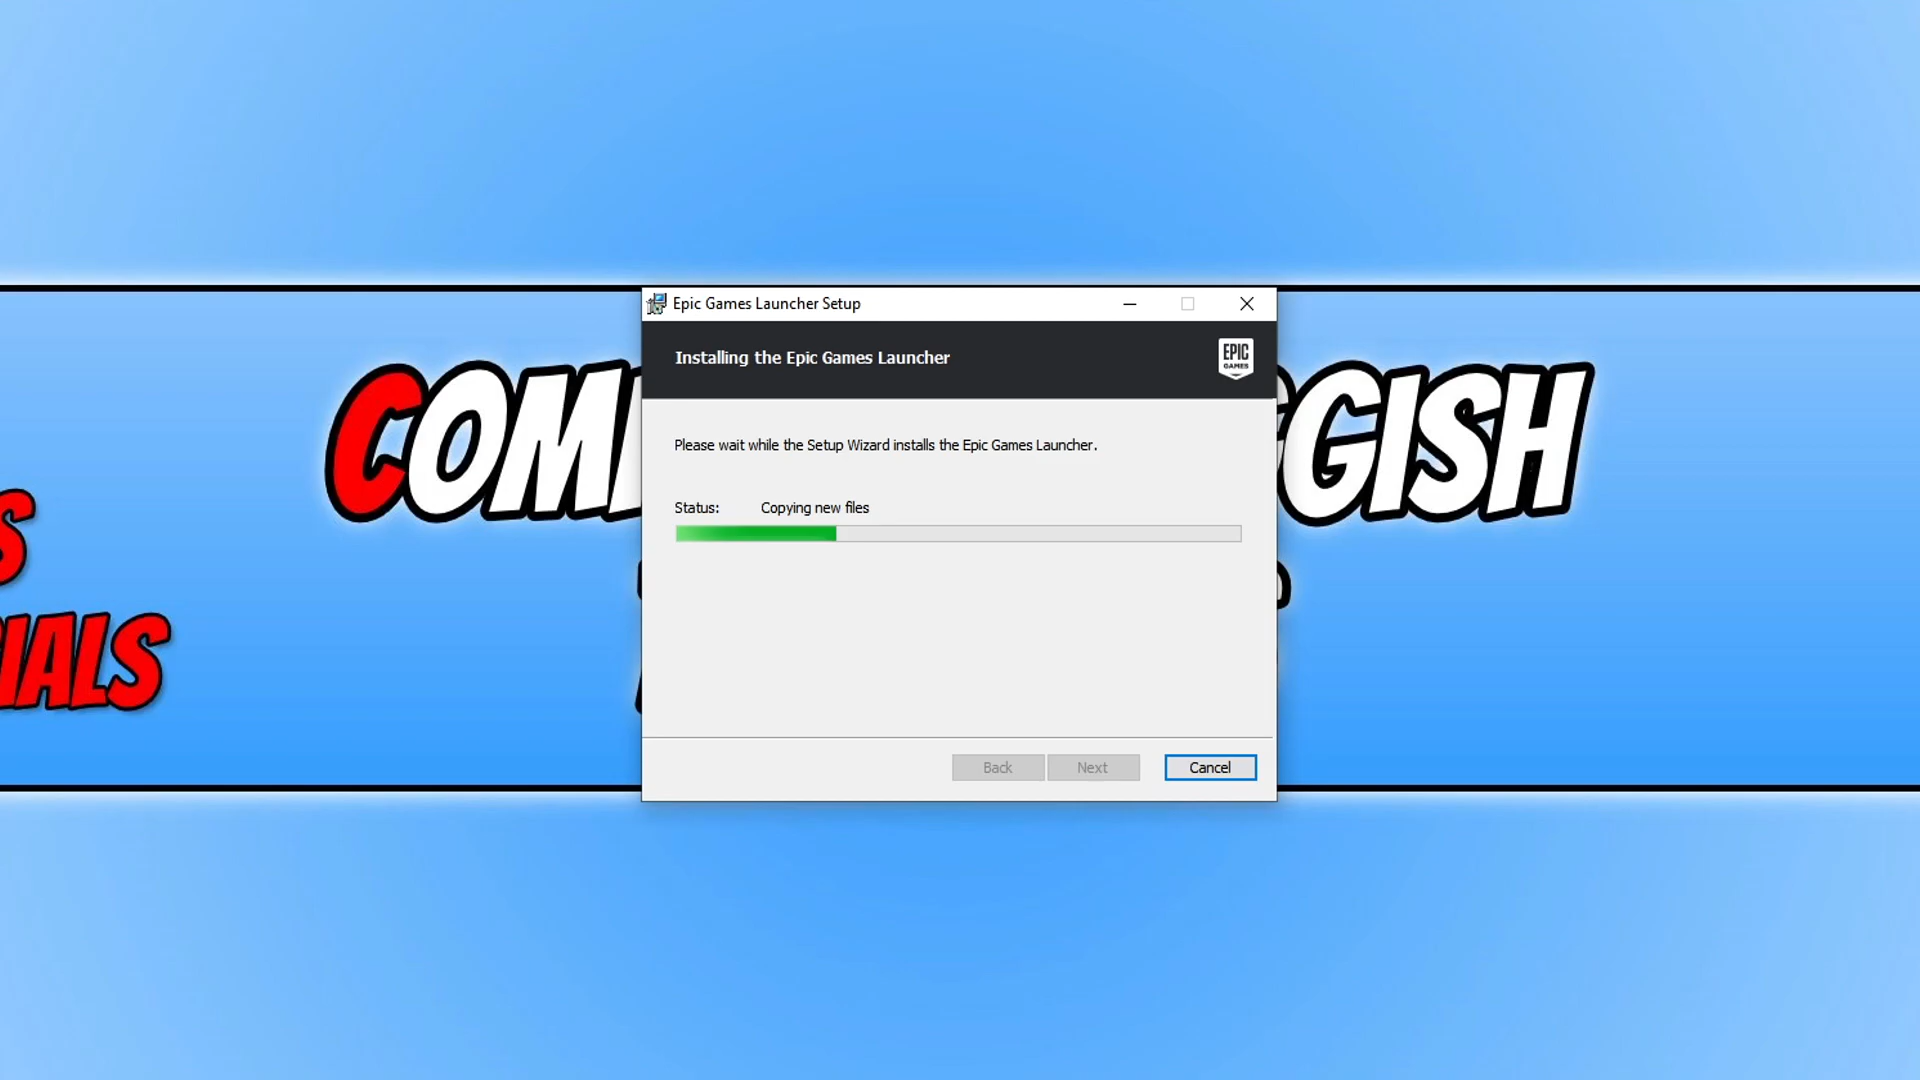 Epic Games Launcher Setup
Installing the Epic Games Launcher
EPIC
GAMES
Please wait while the Setup Wizard installs the Epic Games Launcher.
Status: Copying new files
Back Next Cancel
COM GISH
S
IALS